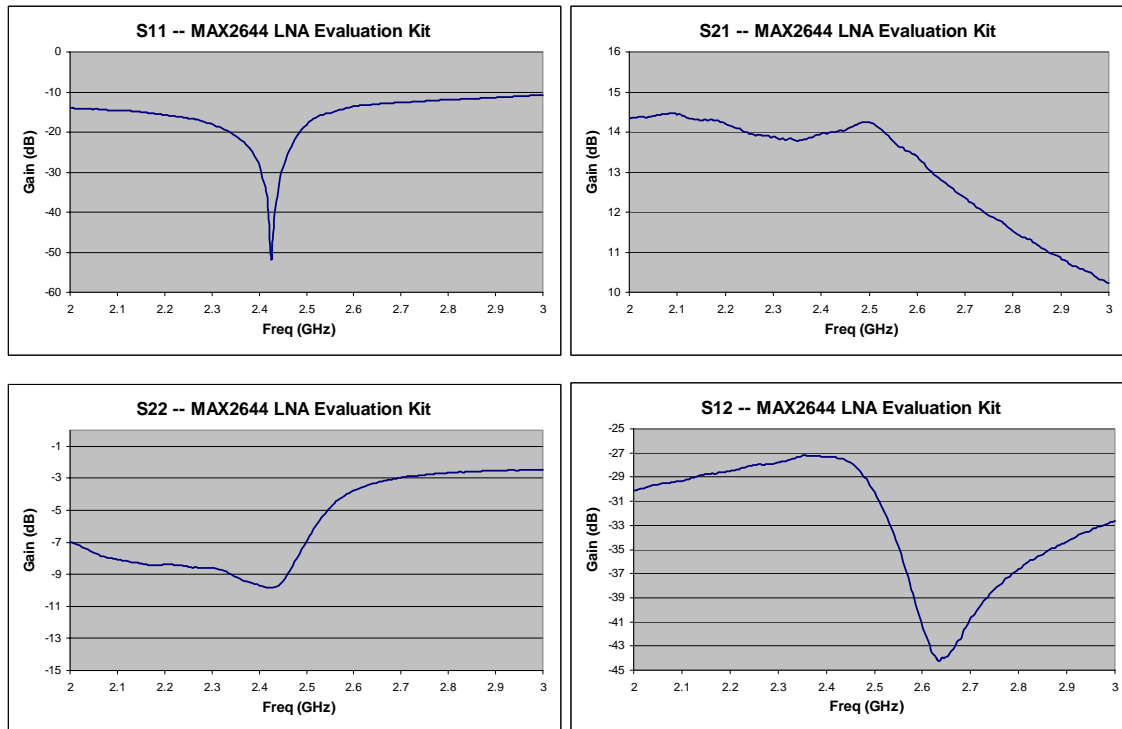 S11 -- MAX2644 LNA Evaluation Kit
0
-10
-20
-30
-40
-50
-60
Gain (dB)
2 2.1 2.2 2.3 2.4 2.5 2.6 2.7 2.8 2.9 3
Freq (GHz)
S21 -- MAX2644 LNA Evaluation Kit
16
15
14
13
12
11
10
Gain (dB)
2 2.1 2.2 2.3 2.4 2.5 2.6 2.7 2.8 2.9 3
Freq (GHz)
S22 -- MAX2644 LNA Evaluation Kit
-1
-3
-5
-7
-9
-11
-13
-15
Gain (dB)
2 2.1 2.2 2.3 2.4 2.5 2.6 2.7 2.8 2.9 3
Freq (GHz)
S12 -- MAX2644 LNA Evaluation Kit
-25
-27
-29
-31
-33
-35
-37
-39
-41
-43
-45
Gain (dB)
2 2.1 2.2 2.3 2.4 2.5 2.6 2.7 2.8 2.9 3
Freq (GHz)